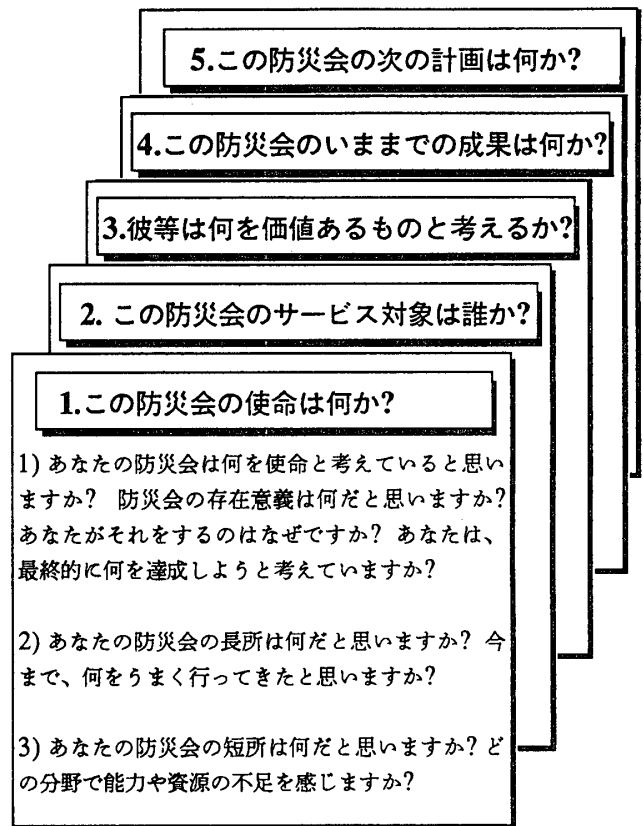 5.この防災会の次の計画は何か?
4.この防災会のいままでの成果は何か?
3.彼等は何を価値あるものと考えるか?
2. この防災会のサービス対象は誰か?
1.この防災会の使命は何か?
1) あなたの防災会は何を使命と考えていると思い
ますか? 防災会の存在意義は何だと思いますか?
あなたがそれをするのはなぜですか? あなたは、
最終的に何を達成しようと考えていますか?
2) あなたの防災会の長所は何だと思いますか? 今
まで、何をうまく行ってきたと思いますか?
3) あなたの防災会の短所は何だと思いますか? ど
の分野で能力や資源の不足を感じますか?